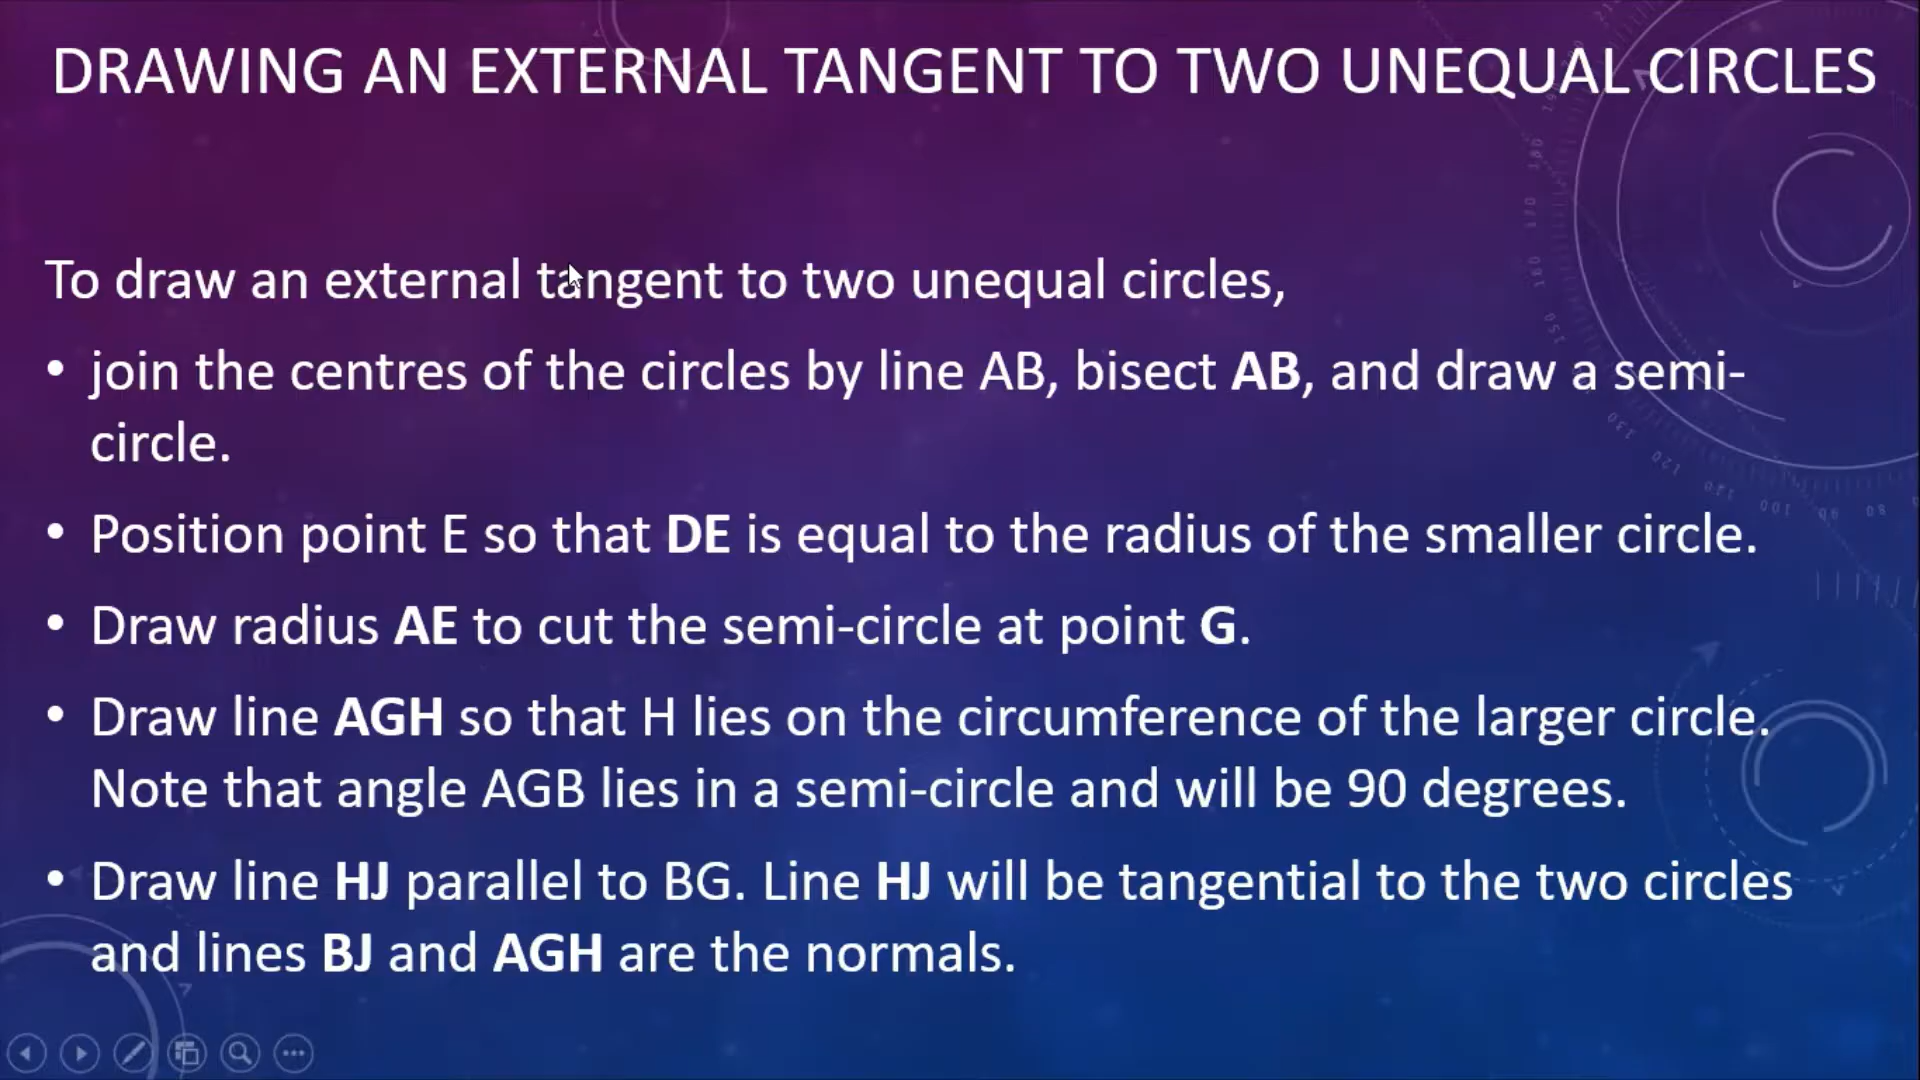 DRAWING AN EXTERNAL TANGENT TO TWO UNEQUAL CIRCLES
To draw an external tangent to two unequal circles,
• join the centres of the circles by line AB, bisect AB, and draw a semi-
circle.
• Position point E so that DE is equal to the radius of the smaller circle.
• Draw radius AE to cut the semi-circle at point G.
• Draw line AGH so that H lies on the circumference of the larger circle.
Note that angle AGB lies in a semi-circle and will be 90 degrees.
• Draw line HJ parallel to BG. Line HJ will be tangential to the two circles
and lines BJ and AGH are the normals.